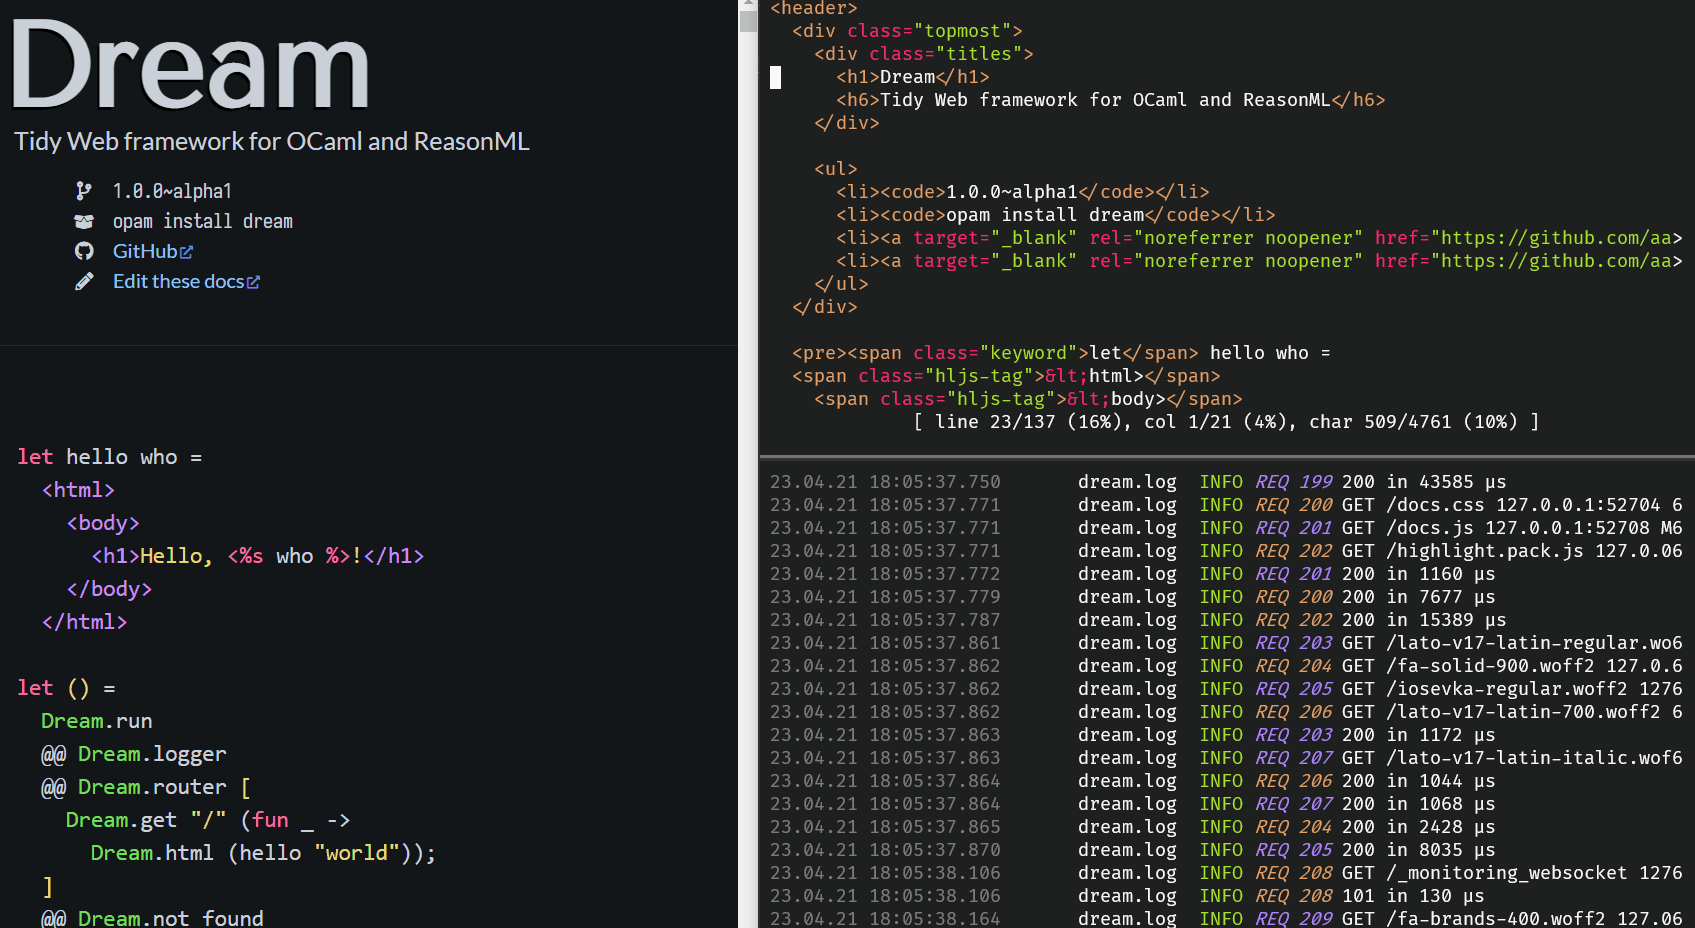 Dream
Tidy Web framework for OCaml and ReasonML
1.0.0~alpha1
opam install dream
GitHub
Edit these docs
let hello who =
<html>
<body>
<h1>Hello, <%s who %>!</h1>
</body>
</html>
let () =
Dream.run
@@ Dream.logger
@@ Dream.router [
Dream.get "/" (fun _ ->
Dream.html (hello "world"));
]
@@ Dream.not_found
<header>
<div class="topmost">
<div class="titles">
<h1>Dream</h1>
<h6>Tidy Web framework for OCaml and ReasonML</h6>
</div>
<ul>
<li><code>1.0.0~alpha1</code></li>
<li><code>opam install dream</code></li>
<li><a target="_blank" rel="noreferrer noopener" href="https://github.com/aa>
<li><a target="_blank" rel="noreferrer noopener" href="https://github.com/aa>
</ul>
</div>
<pre><span class="keyword">let</span> hello who =
<span class="hljs-tag">&lt;html></span>
<span class="hljs-tag">&lt;body></span>
[ line 23/137 (16%), col 1/21 (4%), char 509/4761 (10%) ]
23.04.21 18:05:37.750 dream.log INFO REQ 199 200 in 43585 µs
23.04.21 18:05:37.771 dream.log INFO REQ 200 GET /docs.css 127.0.0.1:52704 6
23.04.21 18:05:37.771 dream.log INFO REQ 201 GET /docs.js 127.0.0.1:52708 M6
23.04.21 18:05:37.771 dream.log INFO REQ 202 GET /highlight.pack.js 127.0.06
23.04.21 18:05:37.772 dream.log INFO REQ 201 200 in 1160 µs
23.04.21 18:05:37.779 dream.log INFO REQ 200 200 in 7677 µs
23.04.21 18:05:37.787 dream.log INFO REQ 202 200 in 15389 µs
23.04.21 18:05:37.861 dream.log INFO REQ 203 GET /lato-v17-latin-regular.wo6
23.04.21 18:05:37.862 dream.log INFO REQ 204 GET /fa-solid-900.woff2 127.0.6
23.04.21 18:05:37.862 dream.log INFO REQ 205 GET /iosevka-regular.woff2 1276
23.04.21 18:05:37.862 dream.log INFO REQ 206 GET /lato-v17-latin-700.woff2 6
23.04.21 18:05:37.863 dream.log INFO REQ 203 200 in 1172 µs
23.04.21 18:05:37.863 dream.log INFO REQ 207 GET /lato-v17-latin-italic.wof6
23.04.21 18:05:37.864 dream.log INFO REQ 206 200 in 1044 µs
23.04.21 18:05:37.864 dream.log INFO REQ 207 200 in 1068 µs
23.04.21 18:05:37.865 dream.log INFO REQ 204 200 in 2428 µs
23.04.21 18:05:37.870 dream.log INFO REQ 205 200 in 8035 µs
23.04.21 18:05:38.106 dream.log INFO REQ 208 GET /_monitoring_websocket 1276
23.04.21 18:05:38.106 dream.log INFO REQ 208 101 in 130 µs
23.04.21 18:05:38.164 dream.log INFO REQ 209 GET /fa-brands-400.woff2 127.06